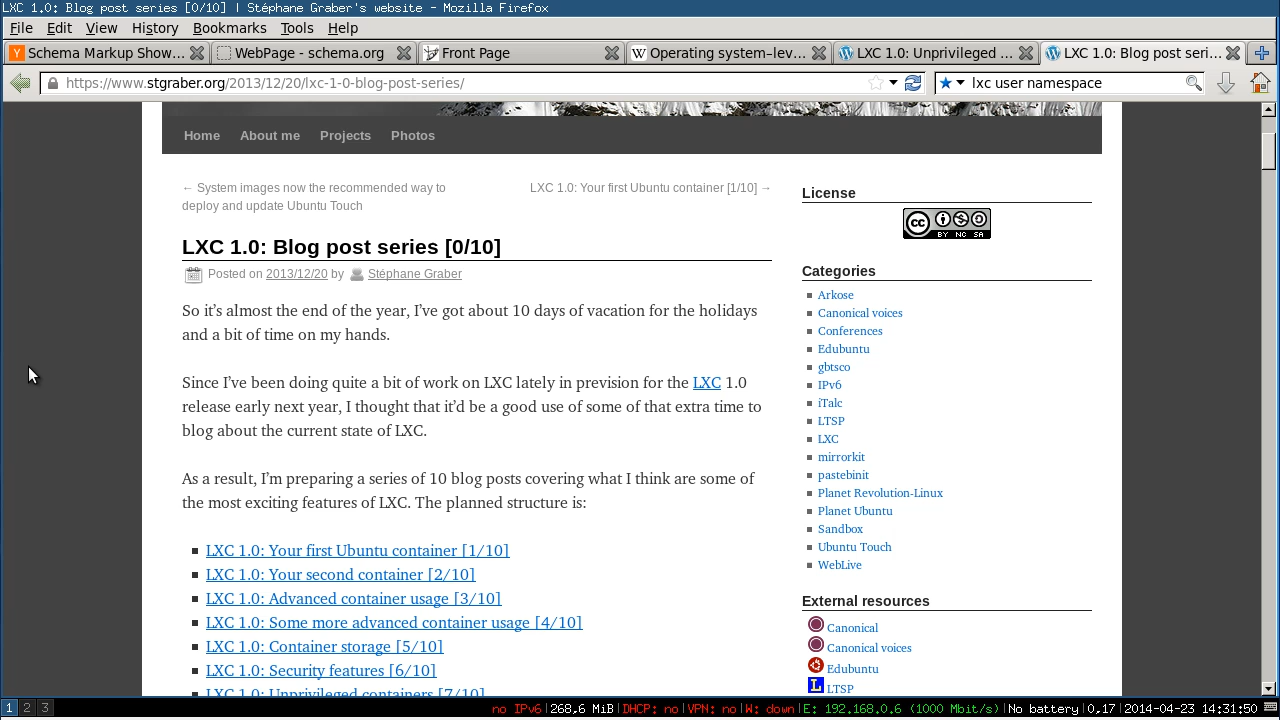 LXC 1.0: Blog post series [0/10] | Stéphane Graber's website - Mozilla Firefox
File Edit View History Bookmarks Tools Help
Schema Markup Show... WebPage - schema.org Front Page Operating system–lev... LXC 1.0: Unprivileged ... LXC 1.0: Blog post seri...
https://www.stgraber.org/2013/12/20/lxc-1-0-blog-post-series/ lxc user namespace
Home About me Projects Photos
← System images now the recommended way to
deploy and update Ubuntu Touch
LXC 1.0: Your first Ubuntu container [1/10] →
LXC 1.0: Blog post series [0/10]
Posted on 2013/12/20 by Stéphane Graber
So it's almost the end of the year, I've got about 10 days of vacation for the holidays
and a bit of time on my hands.
Since I've been doing quite a bit of work on LXC lately in prevision for the LXC 1.0
release early next year, I thought that it'd be a good use of some of that extra time to
blog about the current state of LXC.
As a result, I'm preparing a series of 10 blog posts covering what I think are some of
the most exciting features of LXC. The planned structure is:
LXC 1.0: Your first Ubuntu container [1/10]
LXC 1.0: Your second container [2/10]
LXC 1.0: Advanced container usage [3/10]
LXC 1.0: Some more advanced container usage [4/10]
LXC 1.0: Container storage [5/10]
LXC 1.0: Security features [6/10]
LXC 1.0: Unprivileged containers [7/10]
License
cc BY NC SA
Categories
Arkose
Canonical voices
Conferences
Edubuntu
gbtsco
IPv6
iTalc
LTSP
LXC
mirrorkit
pastebinit
Planet Revolution-Linux
Planet Ubuntu
Sandbox
Ubuntu Touch
WebLive
External resources
Canonical
Canonical voices
Edubuntu
LTSP
1 2 3 no IPv6|268,6 MiB|DHCP: no|VPN: no|W: down|E: 192.168.0.6 (1000 Mbit/s)|No battery|0,17|2014-04-23 14:31:50